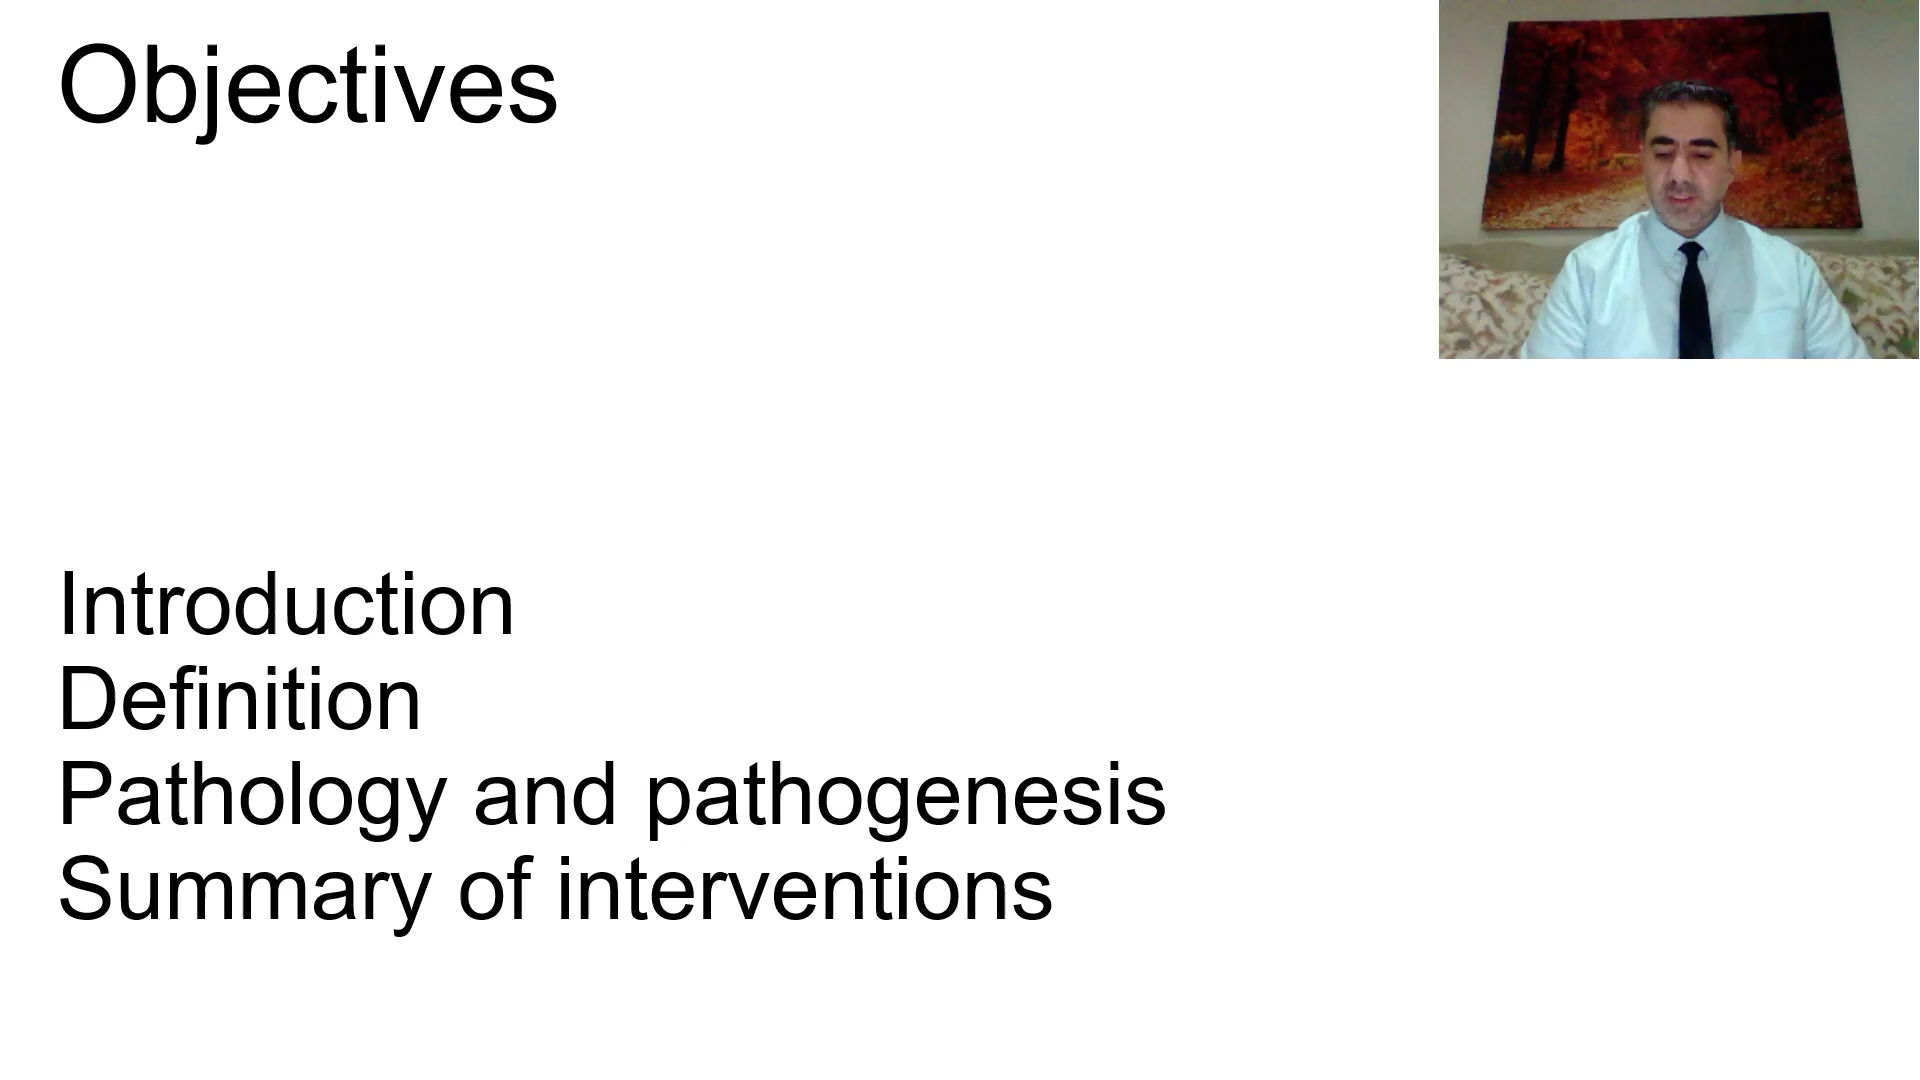 Objectives
Introduction
Definition
Pathology and pathogenesis
Summary of interventions